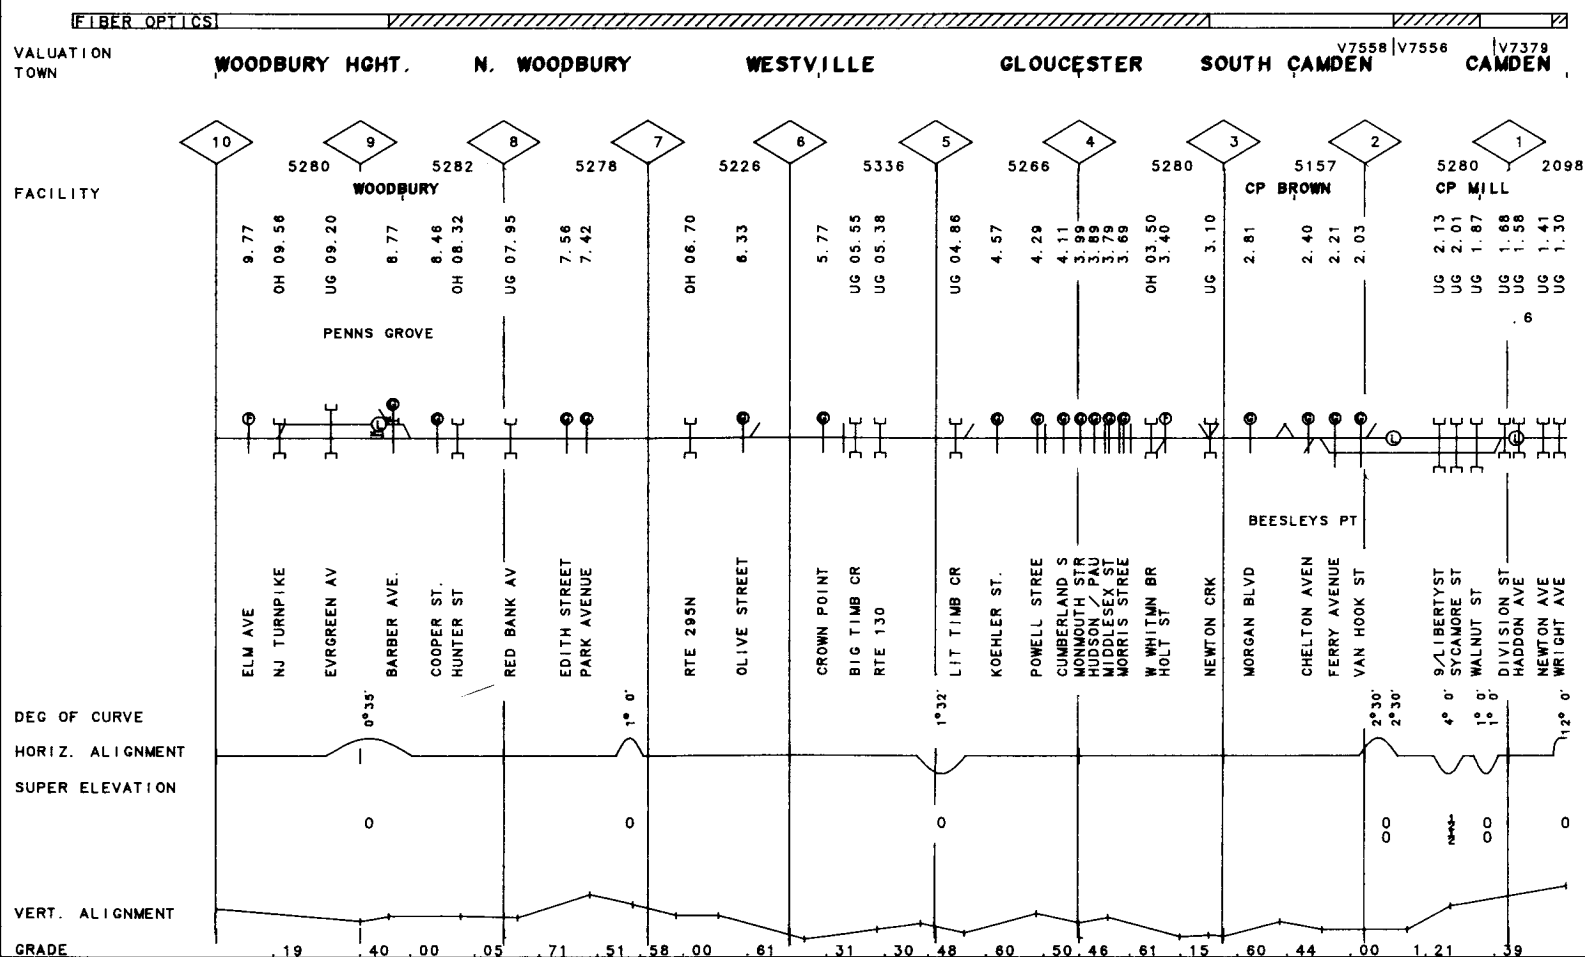 FIBER OPTICS
VALUATION V7558 V7556 V7379
TOWN WOODBURY HGHT. N. WOODBURY WESTVILLE GLOUCESTER SOUTH CAMDEN CAMDEN
10 9 8 7 6 5 4 3 2 1
5280 5282 5278 5226 5336 5266 5280 5157 5280 2098
FACILITY WOODBURY CP BROWN CP MILL
9.77
OH 09.56
UG 09.20
8.77
8.46
OH 08.32
UG 07.95
7.56
7.42
OH 06.70
6.33
5.77
UG 05.55
UG 05.38
UG 04.86
4.57
4.29
4.11
3.99
3.89
3.79
3.69
OH 03.50
3.40
UG 3.10
2.81
2.40
2.21
2.03
UG 2.13
UG 2.01
UG 1.87
UG 1.68
UG 1.58
UG 1.41
UG 1.30
.6
PENNS GROVE
F G L G G G G G G G G G G G G G F G G G G L L
BEESLEYS PT
ELM AVE
NJ TURNPIKE
EVRGREEN AV
BARBER AVE.
COOPER ST.
HUNTER ST
RED BANK AV
EDITH STREET
PARK AVENUE
RTE 295N
OLIVE STREET
CROWN POINT
BIG TIMB CR
RTE 130
LIT TIMB CR
KOEHLER ST.
POWELL STREE
CUMBERLAND S
MONMOUTH STR
HUDSON / PAU
MIDDLESEX ST
MORRIS STREE
W WHITMN BR
HOLT ST
NEWTON CRK
MORGAN BLVD
CHELTON AVEN
FERRY AVENUE
VAN HOOK ST
9/LIBERTYST
SYCAMORE ST
WALNUT ST
DIVISION ST
HADDON AVE
NEWTON AVE
WRIGHT AVE
DEG OF CURVE 0°35' 1° 0' 1°32' 2°30' 2°30' 4° 0' 1° 0' 1° 0' 12° 0'
HORIZ. ALIGNMENT
SUPER ELEVATION
0 0 0 0 0 0
0 0
VERT. ALIGNMENT
GRADE .19 .40 .00 .05 .71 .51 .58 .00 .61 .31 .30 .48 .60 .50 .46 .61 .15 .60 .44 .00 1.21 .39